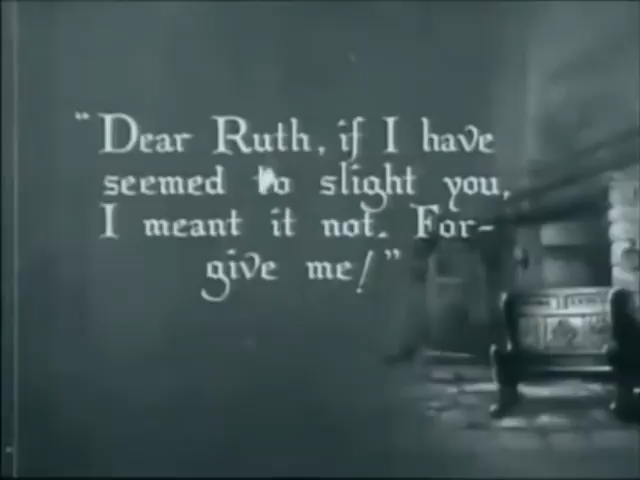 "Dear Ruth, if I have
seemed to slight you,
I meant it not. For-
give me!"